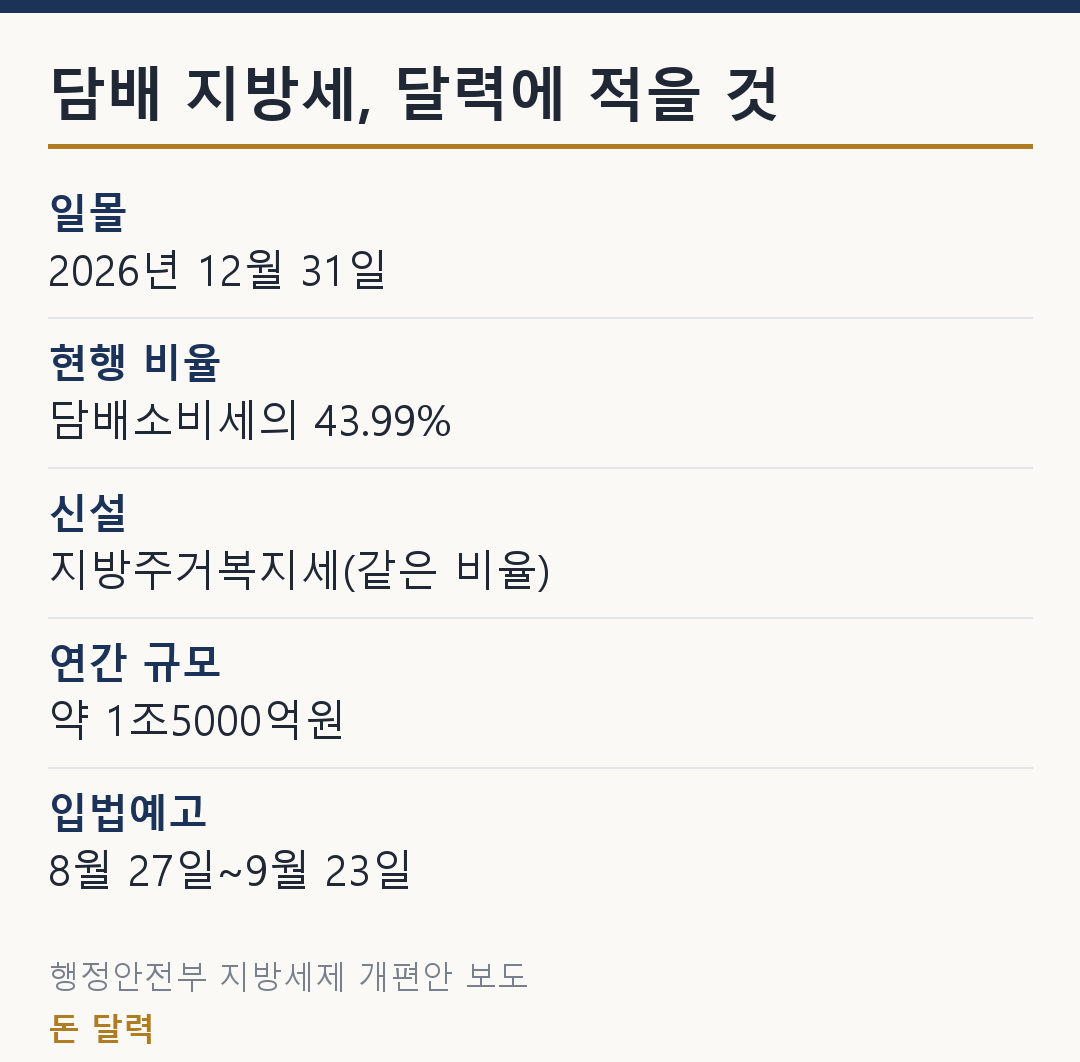 담배 지방세, 달력에 적을 것
일몰
2026년 12월 31일
현행 비율
담배소비세의 43.99%
신설
지방주거복지세(같은 비율)
연간 규모
약 1조5000억원
입법예고
8월 27일~9월 23일
행정안전부 지방세제 개편안 보도
돈 달력